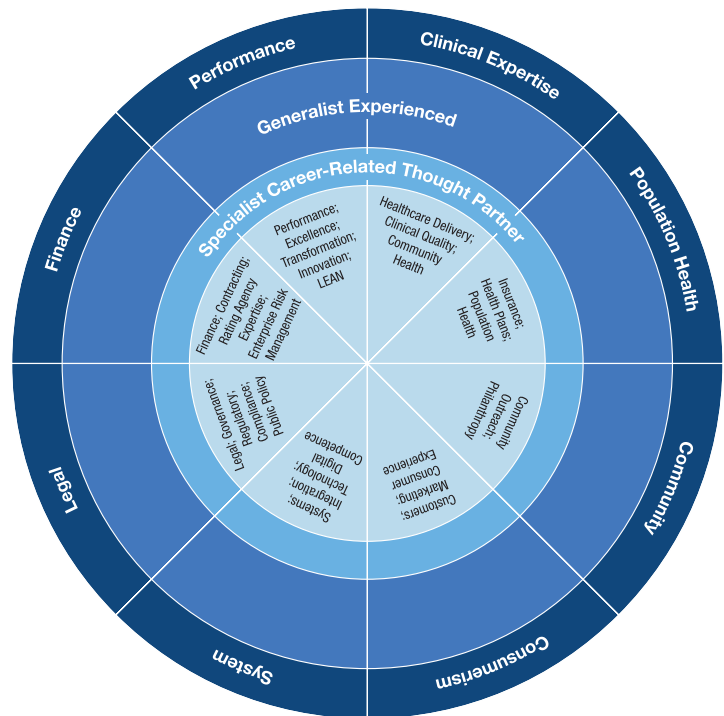 Performance
Clinical Expertise
Population Health
Community
Consumerism
System
Legal
Finance
Generalist Experienced
Specialist Career-Related Thought Partner
Performance;
Excellence;
Transformation;
Innovation;
LEAN
Healthcare Delivery;
Clinical Quality;
Community
Health
Insurance;
Health Plans;
Population
Health
Community
Outreach;
Philanthropy
Customers;
Marketing;
Consumer
Experience
Systems;
Integration;
Technology;
Digital
Competence
Legal; Governance;
Regulatory;
Compliance;
Public Policy
Finance; Contracting;
Rating Agency
Expertise;
Enterprise Risk
Management